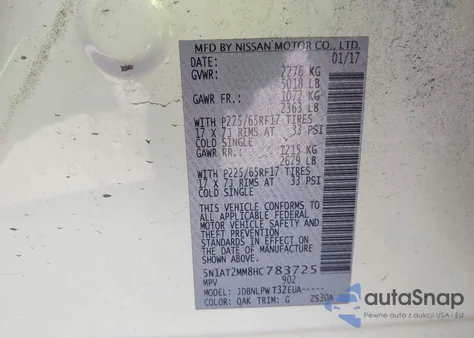 MFD BY NISSAN MOTOR CO., LTD.
DATE: 01/17
GVWR: 2276 KG
5018 LB
GAWR FR.: 1072 KG
2363 LB
WITH P225/65RF17 TIRES
17 X 7J RIMS AT 33 PSI
COLD SINGLE
GAWR RR.: 1215 KG
2679 LB
WITH P225/65RF17 TIRES
17 X 7J RIMS AT 33 PSI
COLD SINGLE
THIS VEHICLE CONFORMS TO
ALL APPLICABLE FEDERAL
MOTOR VEHICLE SAFETY AND
THEFT PREVENTION
STANDARDS IN EFFECT ON THE
DATE OF MANUFACTURE
SHOWN ABOVE.
5N1AT2MM8HC783725
MPV 902
MODEL: JDBNLPWT32EUA-----
COLOR: QAK TRIM: G ZS30A
autoSnap
Pewne auta z aukcji USA i EU